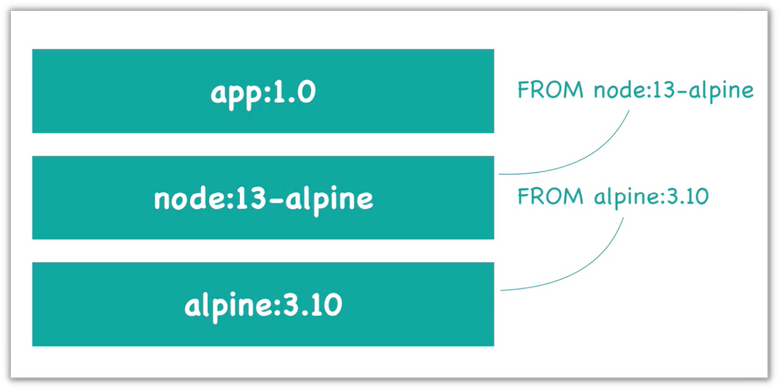 app:1.0
FROM node:13-alpine
node:13-alpine
FROM alpine:3.10
alpine:3.10